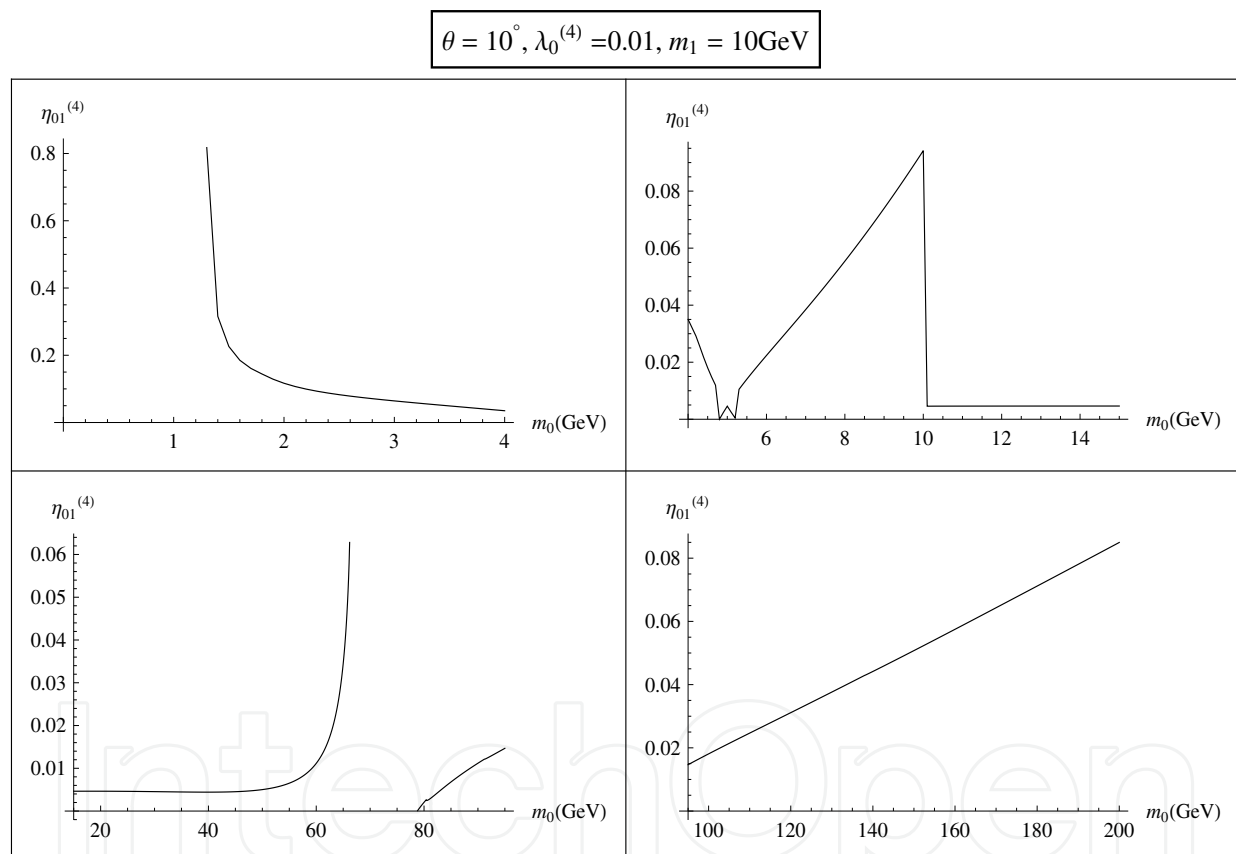 θ = 10°, λ₀⁽⁴⁾ =0.01, m₁ = 10GeV
η₀₁⁽⁴⁾
0.8
0.6
0.4
0.2
1 2 3 4
m₀(GeV)
η₀₁⁽⁴⁾
0.08
0.06
0.04
0.02
6 8 10 12 14
m₀(GeV)
η₀₁⁽⁴⁾
0.06
0.05
0.04
0.03
0.02
0.01
20 40 60 80
m₀(GeV)
η₀₁⁽⁴⁾
0.08
0.06
0.04
0.02
100 120 140 160 180 200
m₀(GeV)
IntechOpen